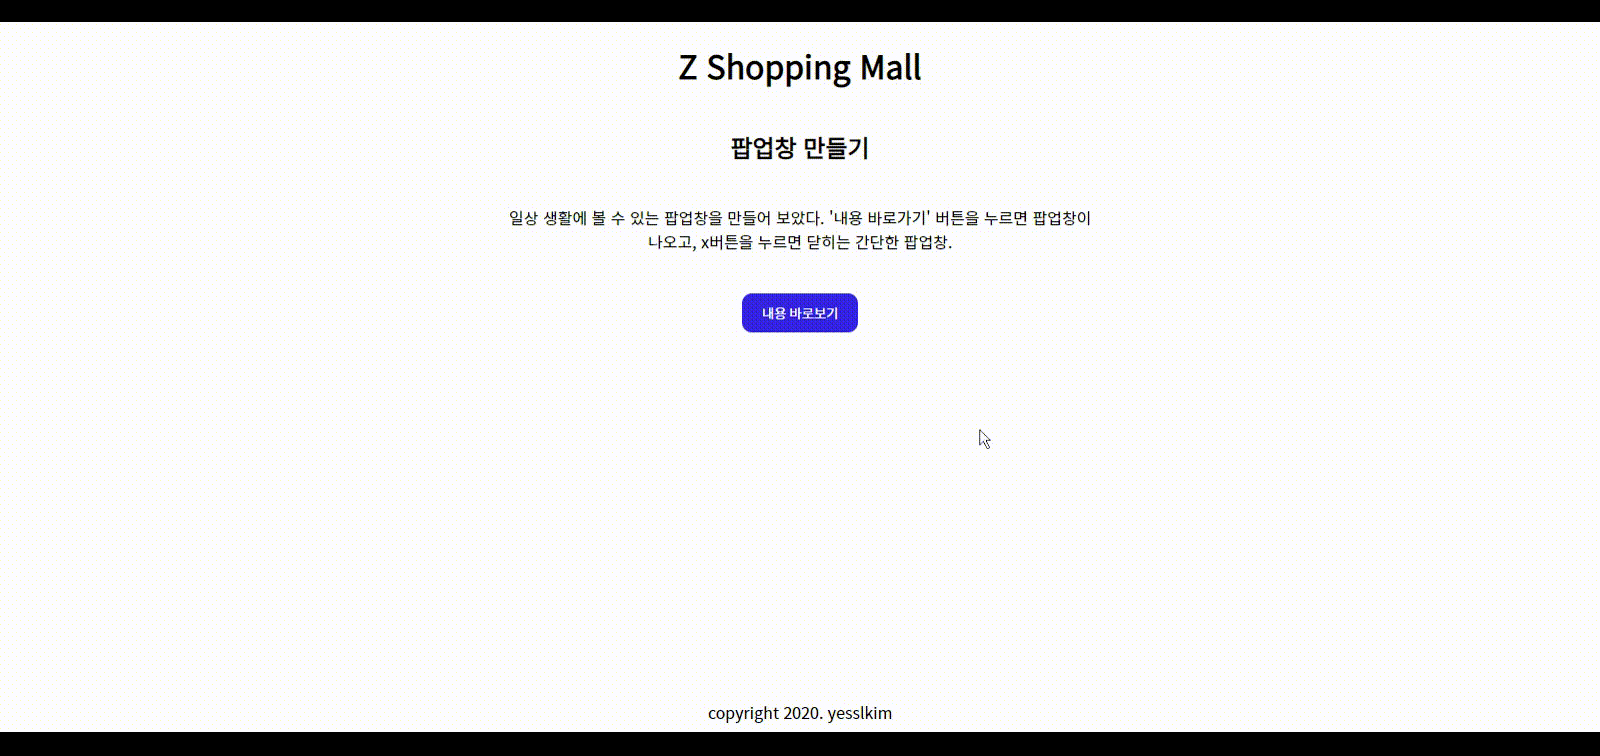 Z Shopping Mall
팝업창 만들기
일상 생활에 볼 수 있는 팝업창을 만들어 보았다. '내용 바로가기' 버튼을 누르면 팝업창이
나오고, x버튼을 누르면 닫히는 간단한 팝업창.
내용 바로보기
copyright 2020. yesslkim